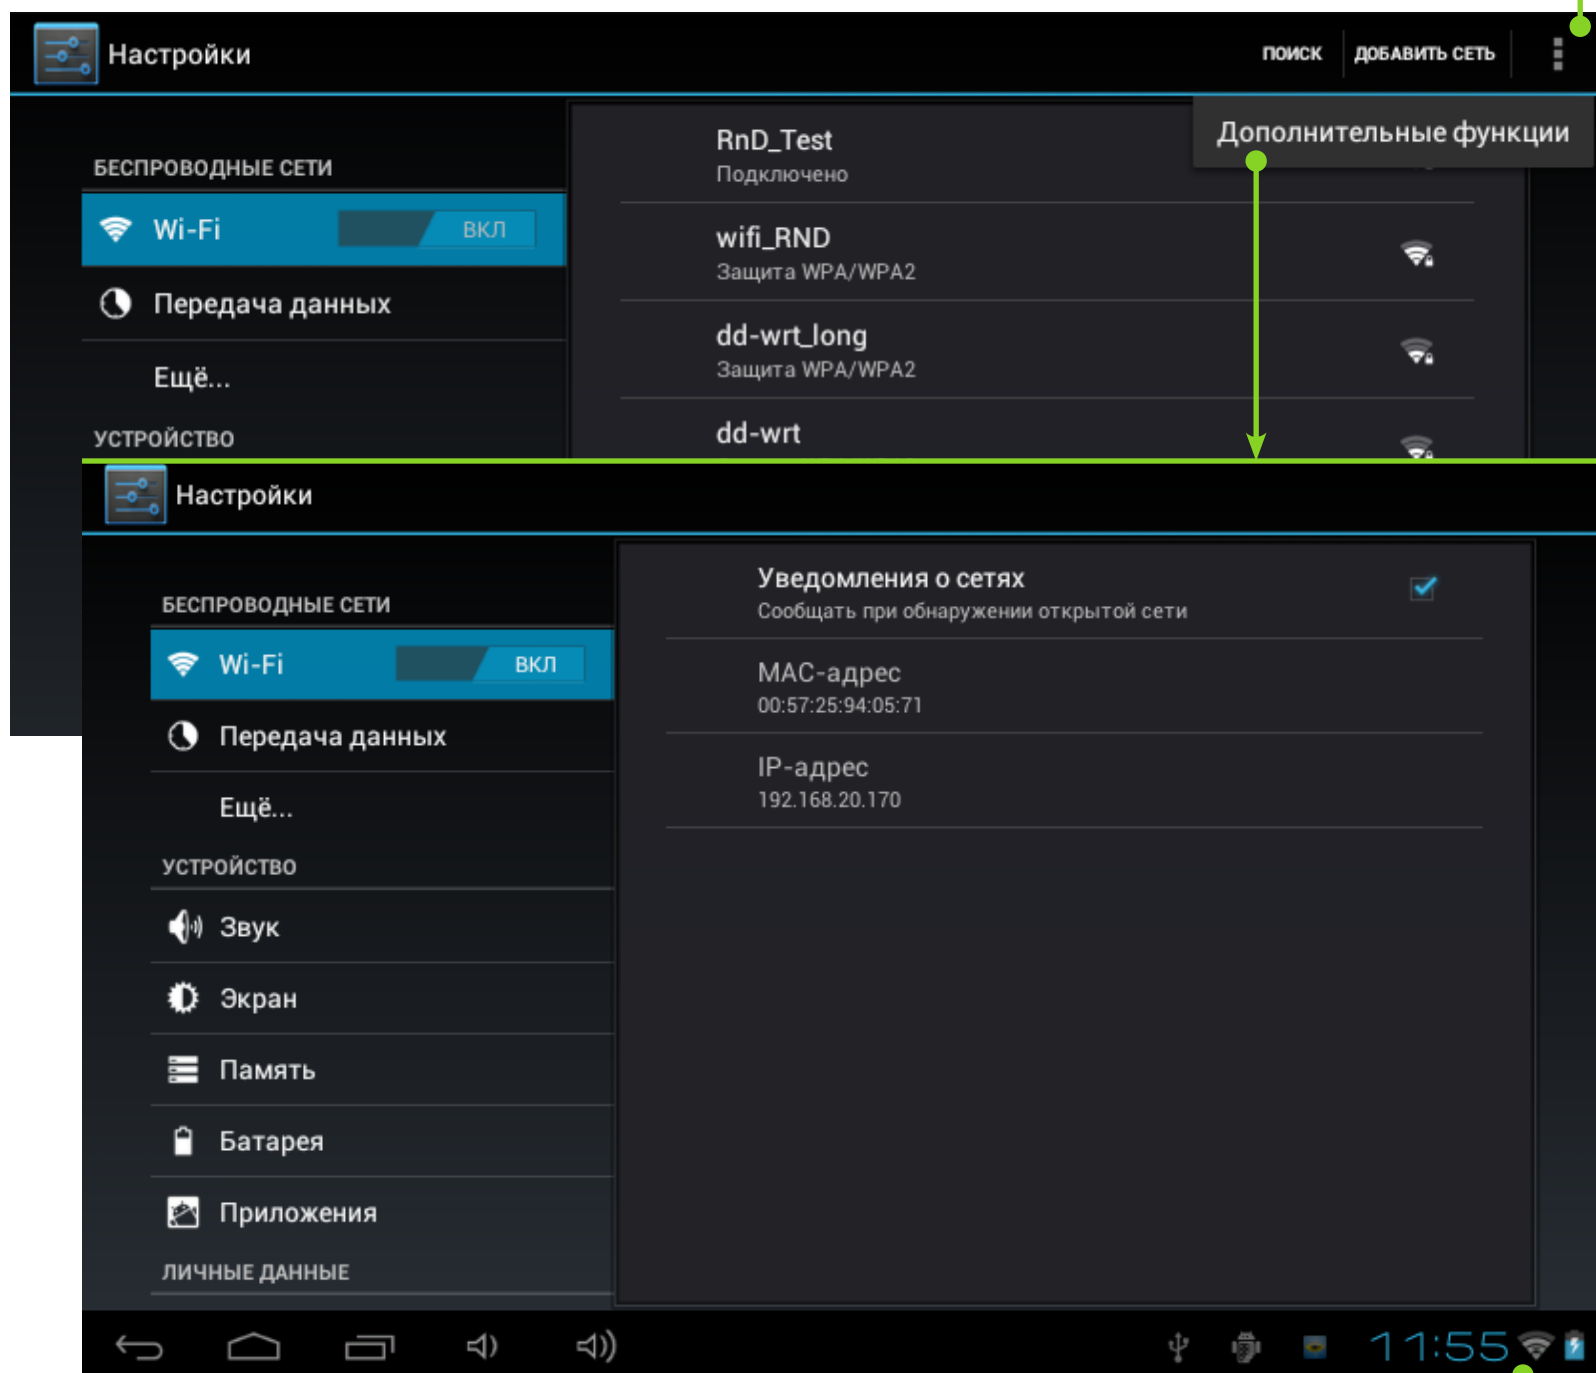 Настройки
ПОИСК
ДОБАВИТЬ СЕТЬ
Дополнительные функции
БЕСПРОВОДНЫЕ СЕТИ
Wi-Fi
ВКЛ
Передача данных
Ещё...
УСТРОЙСТВО
RnD_Test
Подключено
wifi_RND
Защита WPA/WPA2
dd-wrt_long
Защита WPA/WPA2
dd-wrt
Настройки
БЕСПРОВОДНЫЕ СЕТИ
Wi-Fi
ВКЛ
Передача данных
Ещё...
УСТРОЙСТВО
Звук
Экран
Память
Батарея
Приложения
ЛИЧНЫЕ ДАННЫЕ
Уведомления о сетях
Сообщать при обнаружении открытой сети
MAC-адрес
00:57:25:94:05:71
IP-адрес
192.168.20.170
11:55